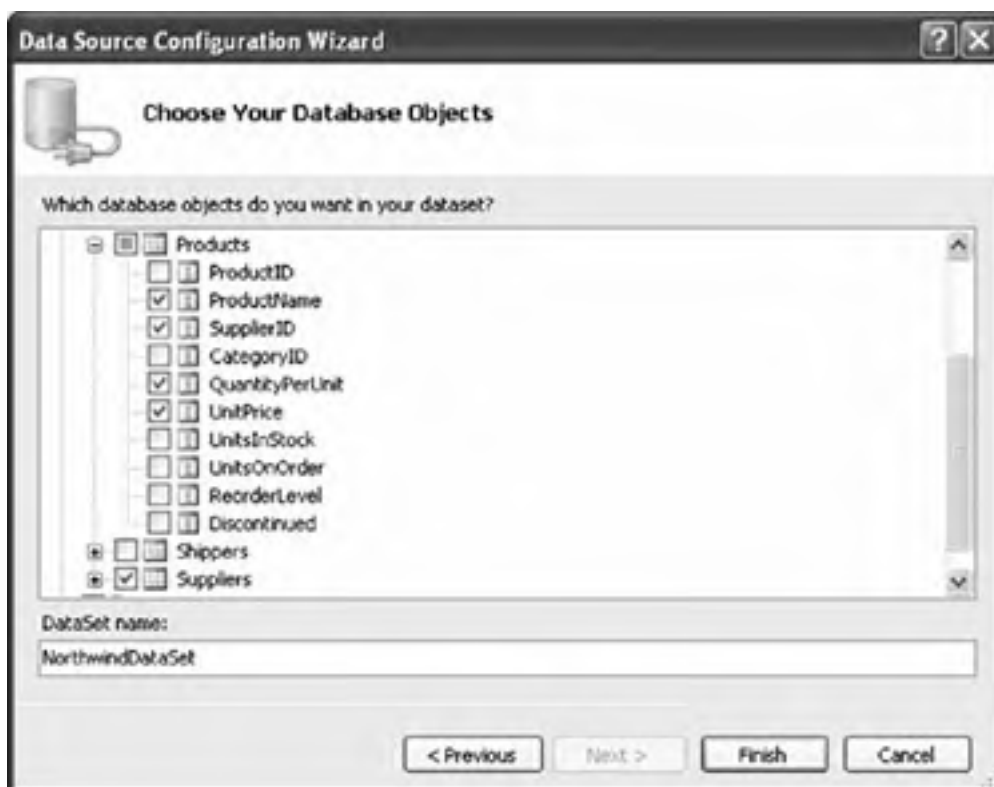 Data Source Configuration Wizard
Choose Your Database Objects
Which database objects do you want in your dataset?
Products
ProductID
ProductName
SupplierID
CategoryID
QuantityPerUnit
UnitPrice
UnitsInStock
UnitsOnOrder
ReorderLevel
Discontinued
Shippers
Suppliers
DataSet name:
NorthwindDataSet
< Previous
Next >
Finish
Cancel